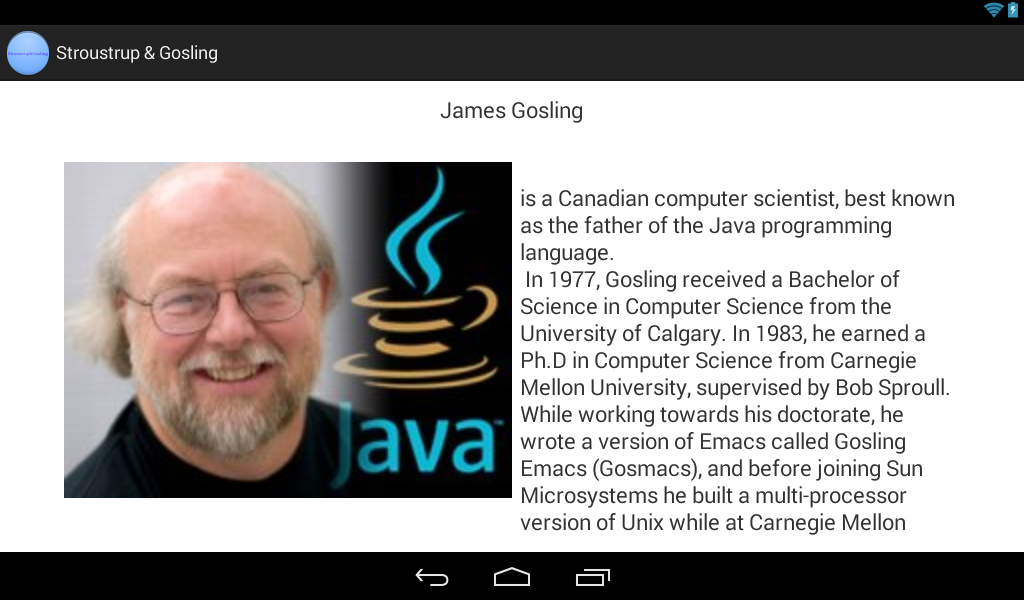 Stroustrup & Gosling
James Gosling
Java™
is a Canadian computer scientist, best known
as the father of the Java programming
language.
In 1977, Gosling received a Bachelor of
Science in Computer Science from the
University of Calgary. In 1983, he earned a
Ph.D in Computer Science from Carnegie
Mellon University, supervised by Bob Sproull.
While working towards his doctorate, he
wrote a version of Emacs called Gosling
Emacs (Gosmacs), and before joining Sun
Microsystems he built a multi-processor
version of Unix while at Carnegie Mellon